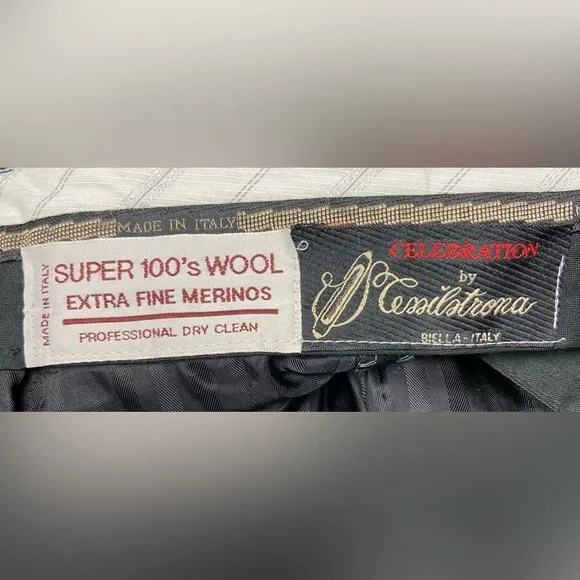 MADE IN ITALY
MADE IN ITALY
SUPER 100's WOOL
EXTRA FINE MERINOS
PROFESSIONAL DRY CLEAN
CELEBRATION
by
Tessilstrona
BIELLA-ITALY